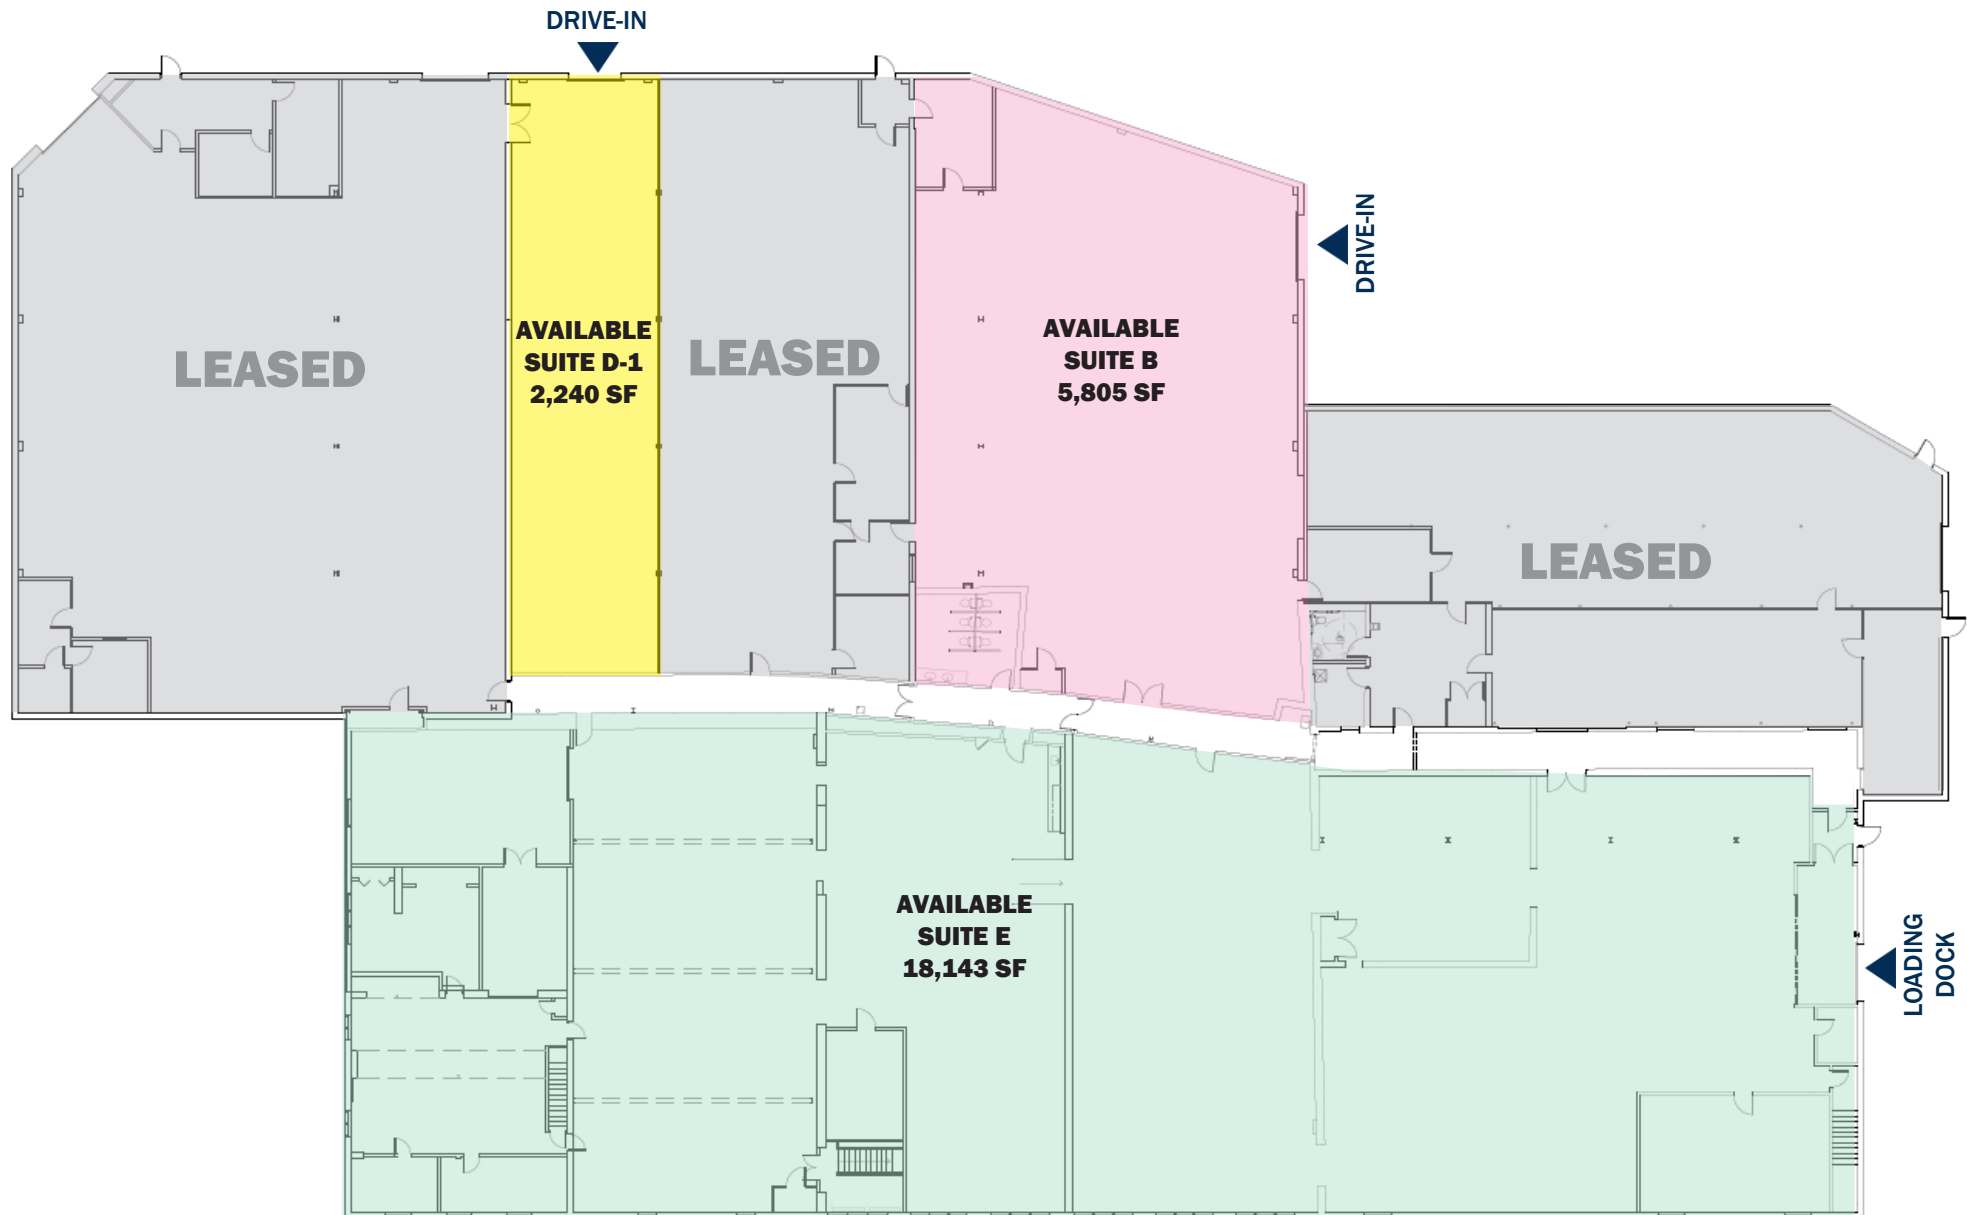 DRIVE-IN
DRIVE-IN
LEASED
AVAILABLE
SUITE D-1
2,240 SF
LEASED
AVAILABLE
SUITE B
5,805 SF
LEASED
AVAILABLE
SUITE E
18,143 SF
LOADING
DOCK